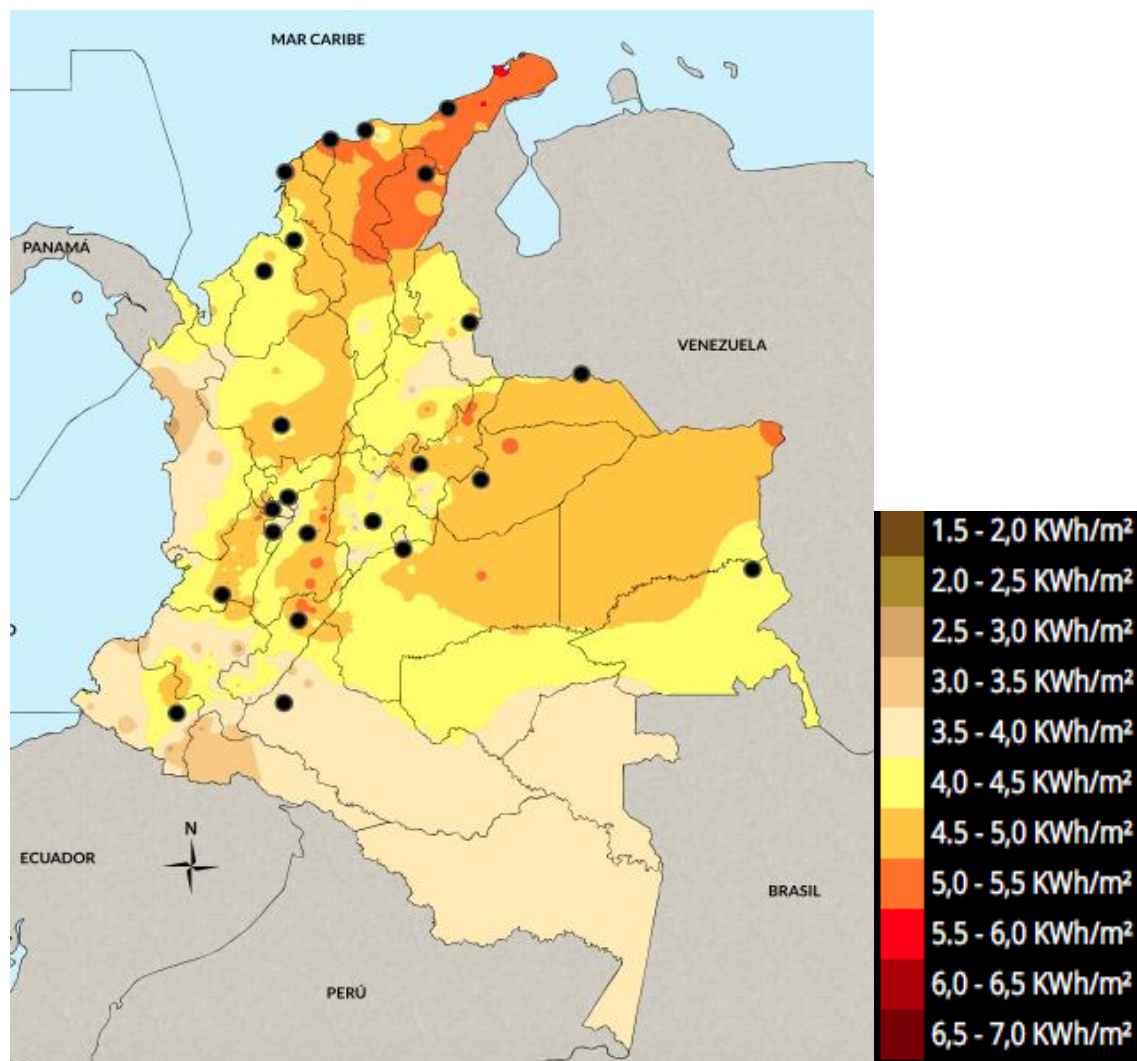 MAR CARIBE
PANAMÁ
VENEZUELA
N
ECUADOR
BRASIL
PERÚ
1.5 - 2,0 KWh/m²
2.0 - 2,5 KWh/m²
2.5 - 3,0 KWh/m²
3.0 - 3.5 KWh/m²
3.5 - 4,0 KWh/m²
4,0 - 4,5 KWh/m²
4.5 - 5,0 KWh/m²
5,0 - 5,5 KWh/m²
5.5 - 6,0 KWh/m²
6,0 - 6,5 KWh/m²
6,5 - 7,0 KWh/m²